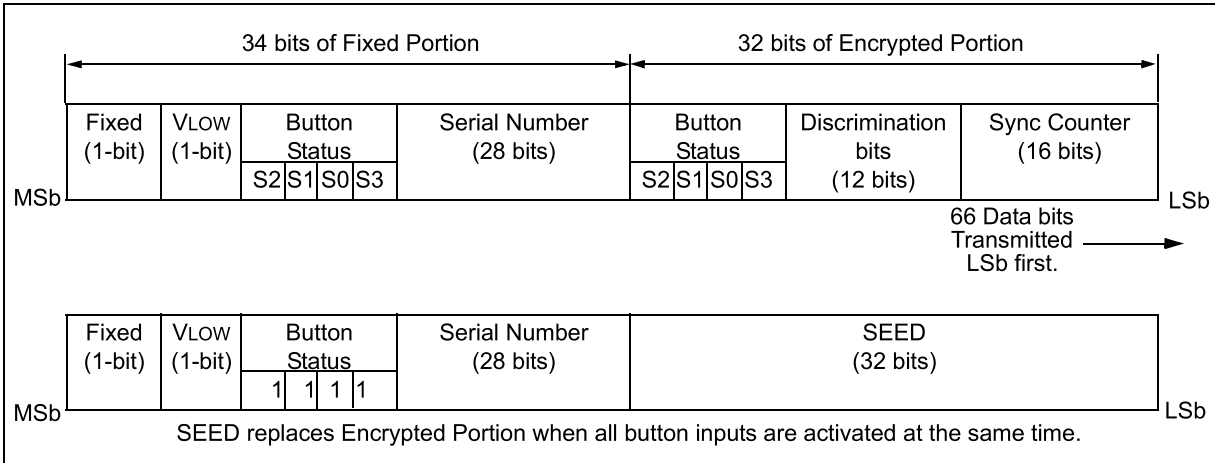 34 bits of Fixed Portion
32 bits of Encrypted Portion
Fixed
(1-bit)
VLOW
(1-bit)
Button
Status
S2 S1 S0 S3
Serial Number
(28 bits)
Button
Status
S2 S1 S0 S3
Discrimination
bits
(12 bits)
Sync Counter
(16 bits)
MSb
LSb
66 Data bits
Transmitted
LSb first.
Fixed
(1-bit)
VLOW
(1-bit)
Button
Status
1 1 1 1
Serial Number
(28 bits)
SEED
(32 bits)
MSb
LSb
SEED replaces Encrypted Portion when all button inputs are activated at the same time.